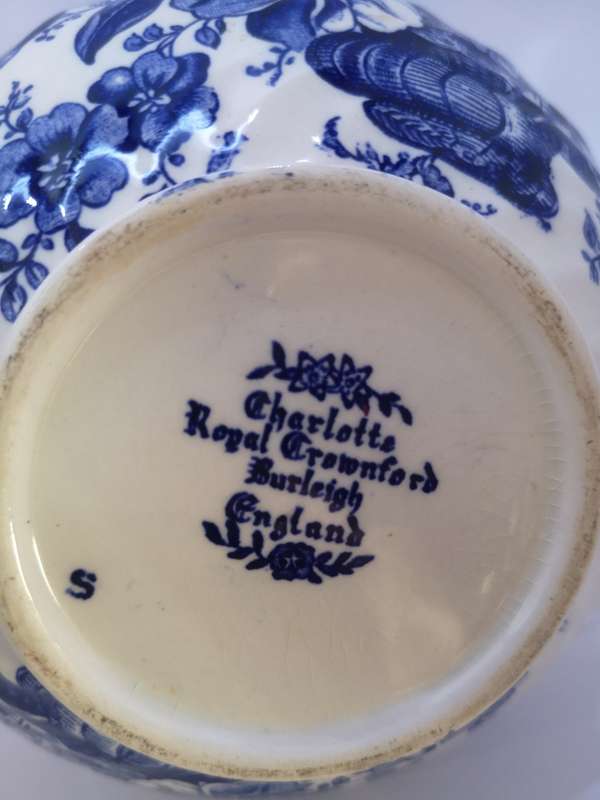 Charlotte
Royal Crownford
Burleigh
England
S